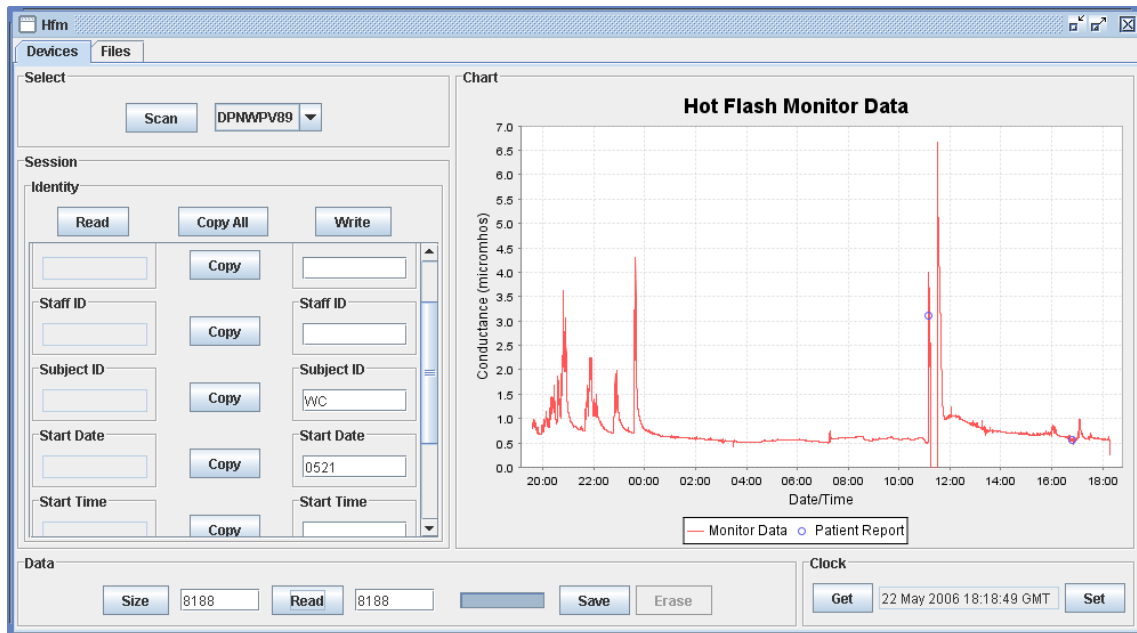 Hfm
Devices Files
Select
Scan DPNWPV89
Session
Identity
Read Copy All Write
Copy
Staff ID Staff ID
Copy
Subject ID Subject ID
Copy WC
Start Date Start Date
Copy 0521
Start Time Start Time
Copy
Chart
Hot Flash Monitor Data
7.0
6.5
6.0
5.5
5.0
4.5
4.0
3.5
3.0
2.5
2.0
1.5
1.0
0.5
0.0
Conductance (micromhos)
20:00 22:00 00:00 02:00 04:00 06:00 08:00 10:00 12:00 14:00 16:00 18:00
Date/Time
Monitor Data Patient Report
Data
Size 8188 Read 8188 Save Erase
Clock
Get 22 May 2006 18:18:49 GMT Set